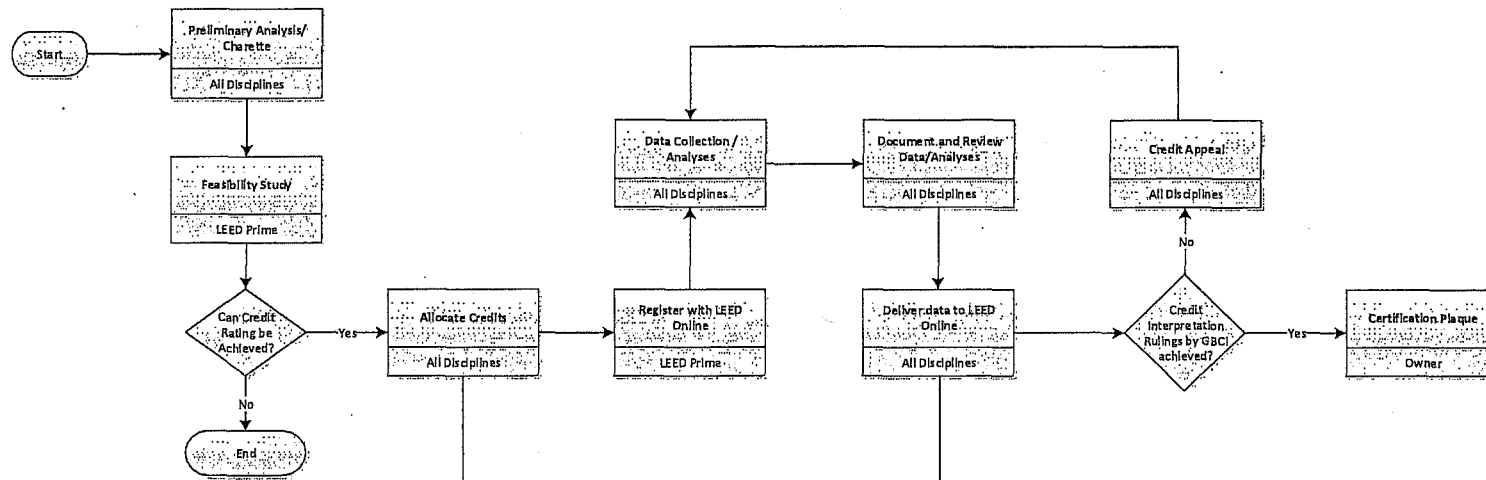 Start
Preliminary Analysis/
Charette
All Disciplines
Feasibility Study
LEED Prime
Can Credit
Rating be
Achieved?
Yes
No
End
Allocate Credits
All Disciplines
Register with LEED
Online
LEED Prime
Data Collection /
Analyses
All Disciplines
Document and Review
Data/Analyses
All Disciplines
Deliver data to LEED
Online
All Disciplines
Credit
Interpretation
Rulings by GBCI
achieved?
No
Credit Appeal
All Disciplines
Yes
Certification Plaque
Owner